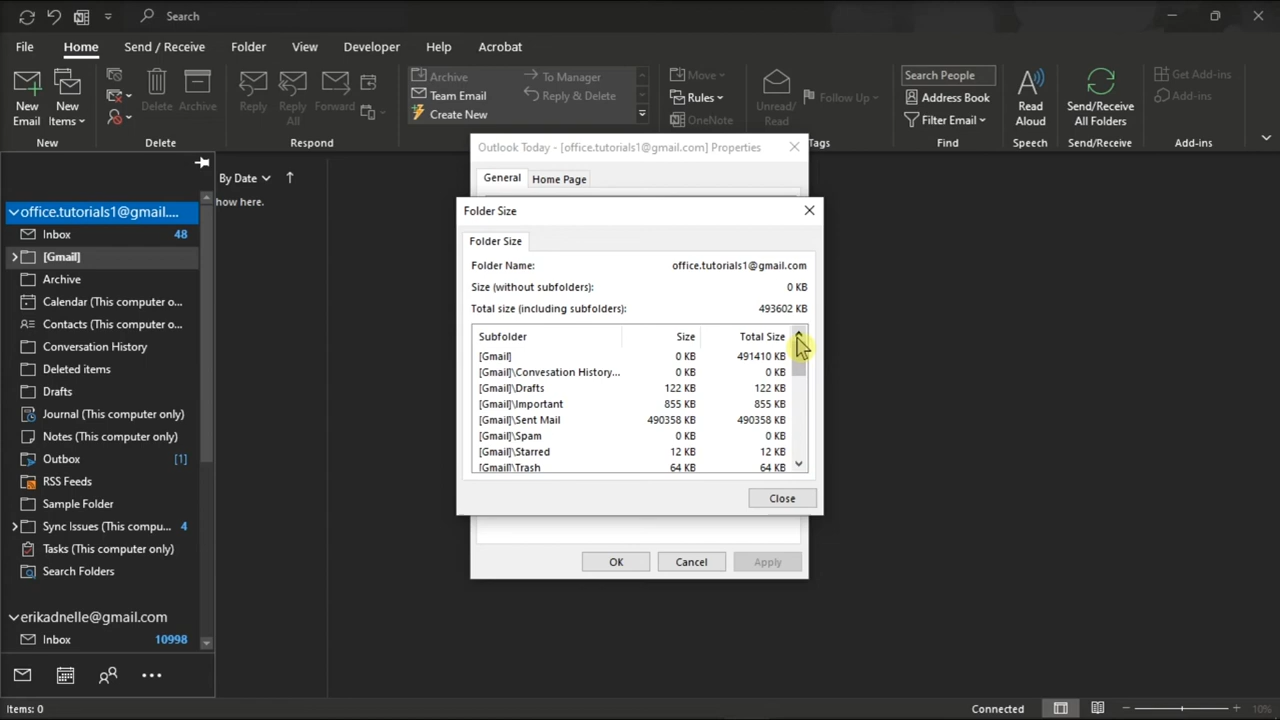 Search
File Home Send / Receive Folder View Developer Help Acrobat
New Email
New Items
Delete
Archive
Reply
Reply All
Forward
Archive
To Manager
Team Email
Reply & Delete
Create New
Move
Rules
OneNote
Unread/ Read
Follow Up
Search People
Address Book
Filter Email
Read Aloud
Send/Receive All Folders
Get Add-ins
Add-ins
New
Delete
Respond
Tags
Find
Speech
Send/Receive
Add-ins
By Date
how here.
office.tutorials1@gmail....
Inbox 48
[Gmail]
Archive
Calendar (This computer o...
Contacts (This computer o...
Conversation History
Deleted items
Drafts
Journal (This computer only)
Notes (This computer only)
Outbox [1]
RSS Feeds
Sample Folder
Sync Issues (This compu... 4
Tasks (This computer only)
Search Folders
erikadnelle@gmail.com
Inbox 10998
Outlook Today - [office.tutorials1@gmail.com] Properties
General Home Page
Folder Size
Folder Size
Folder Name: office.tutorials1@gmail.com
Size (without subfolders): 0 KB
Total size (including subfolders): 493602 KB
Subfolder Size Total Size
[Gmail] 0 KB 491410 KB
[Gmail]\Convesation History... 0 KB 0 KB
[Gmail]\Drafts 122 KB 122 KB
[Gmail]\Important 855 KB 855 KB
[Gmail]\Sent Mail 490358 KB 490358 KB
[Gmail]\Spam 0 KB 0 KB
[Gmail]\Starred 12 KB 12 KB
[Gmail]\Trash 64 KB 64 KB
Close
OK Cancel Apply
Items: 0
Connected
10%